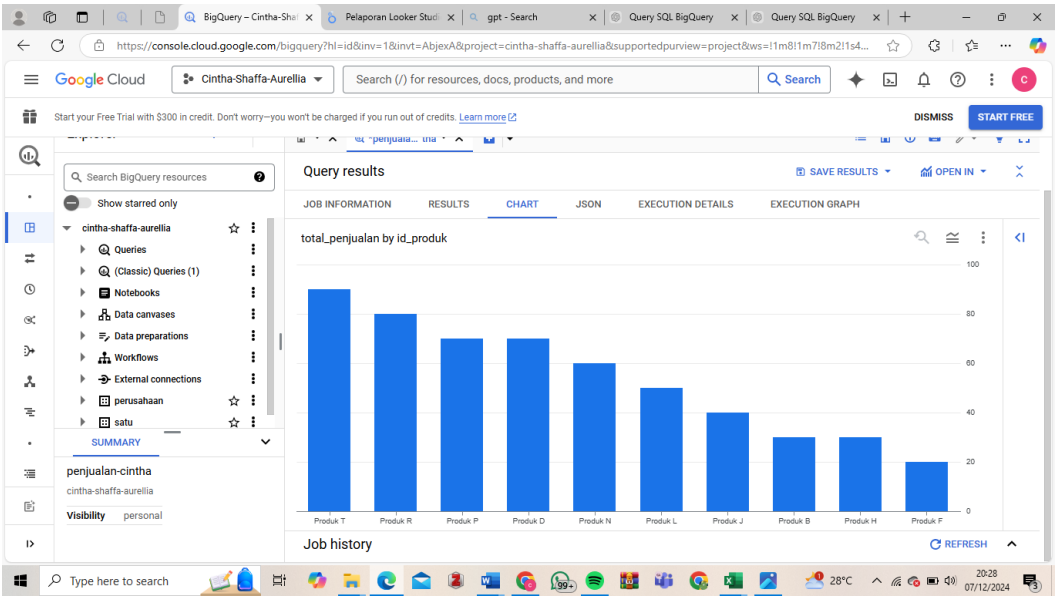 BigQuery – Cintha-Shaf
Pelaporan Looker Studi
gpt - Search
Query SQL BigQuery
Query SQL BigQuery
https://console.cloud.google.com/bigquery?hl=id&inv=1&invt=AbjexA&project=cintha-shaffa-aurellia&supportedpurview=project&ws=!1m8!1m7!8m2!1s4...
Google Cloud
Cintha-Shaffa-Aurellia
Search (/) for resources, docs, products, and more
Search
C
Start your Free Trial with $300 in credit. Don't worry—you won't be charged if you run out of credits. Learn more
DISMISS
START FREE
Search BigQuery resources
Show starred only
cintha-shaffa-aurellia
Queries
(Classic) Queries (1)
Notebooks
Data canvases
Data preparations
Workflows
External connections
perusahaan
satu
SUMMARY
penjualan-cintha
cintha-shaffa-aurellia
Visibility personal
Query results
SAVE RESULTS
OPEN IN
JOB INFORMATION
RESULTS
CHART
JSON
EXECUTION DETAILS
EXECUTION GRAPH
total_penjualan by id_produk
100
80
60
40
20
0
Produk T
Produk R
Produk P
Produk D
Produk N
Produk L
Produk J
Produk B
Produk H
Produk F
Job history
REFRESH
Type here to search
99+
28°C
20:28
07/12/2024
3